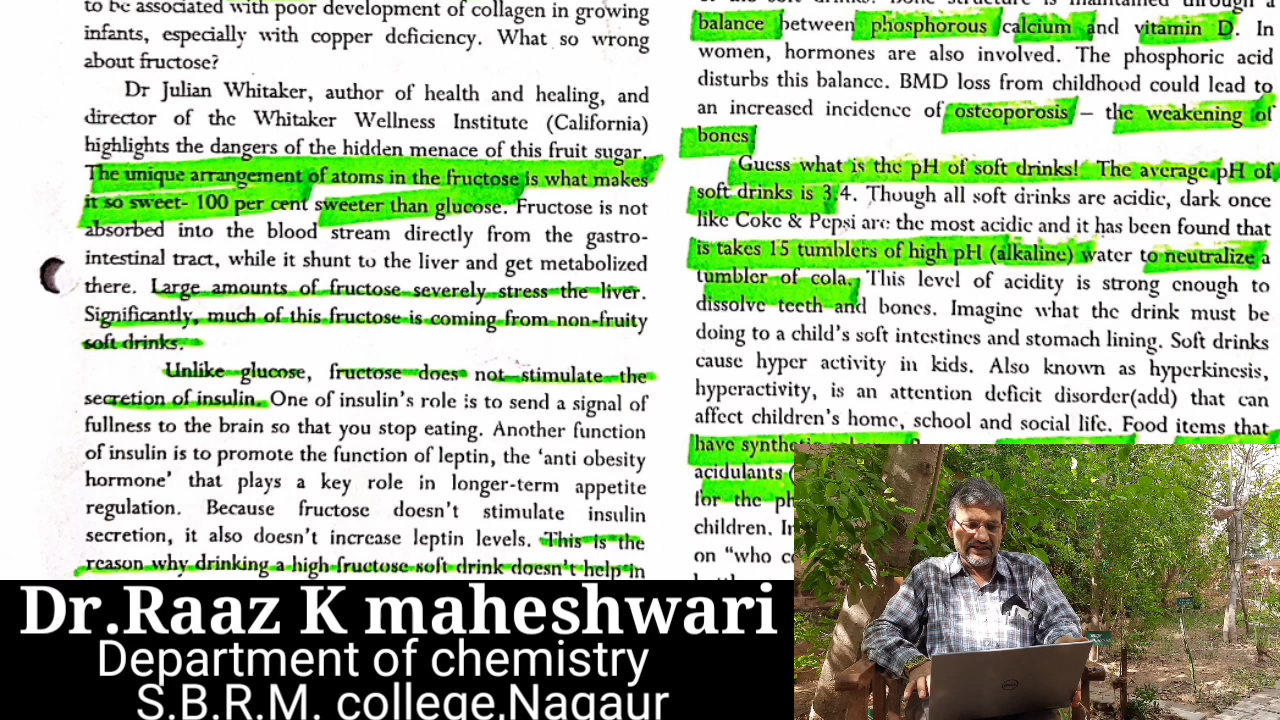 to be associated with poor development of collagen in growing
infants, especially with copper deficiency. What so wrong
about fructose?
Dr Julian Whitaker, author of health and healing, and
director of the Whitaker Wellness Institute (California)
highlights the dangers of the hidden menace of this fruit sugar.
The unique arrangement of atoms in the fructose is what makes
it so sweet- 100 per cent sweeter than glucose. Fructose is not
absorbed into the blood stream directly from the gastro-
intestinal tract, while it shunt to the liver and get metabolized
there. Large amounts of fructose severely stress the liver.
Significantly, much of this fructose is coming from non-fruity
soft drinks.
Unlike glucose, fructose does not stimulate the
secretion of insulin. One of insulin's role is to send a signal of
fullness to the brain so that you stop eating. Another function
of insulin is to promote the function of leptin, the 'anti obesity
hormone' that plays a key role in longer-term appetite
regulation. Because fructose doesn't stimulate insulin
secretion, it also doesn't increase leptin levels. This is the
reason why drinking a high-fructose soft drink doesn't help in
balance between phosphorous calcium and vitamin D. In
women, hormones are also involved. The phosphoric acid
disturbs this balance. BMD loss from childhood could lead to
an increased incidence of osteoporosis – the weakening of
bones
Guess what is the pH of soft drinks! The average pH of
soft drinks is 3.4. Though all soft drinks are acidic, dark once
like Coke & Pepsi are the most acidic and it has been found that
is takes 15 tumblers of high pH (alkaline) water to neutralize a
tumbler of cola. This level of acidity is strong enough to
dissolve teeth and bones. Imagine what the drink must be
doing to a child's soft intestines and stomach lining. Soft drinks
cause hyper activity in kids. Also known as hyperkinesis,
hyperactivity, is an attention deficit disorder(add) that can
affect children's home, school and social life. Food items that
have
acidulants (
for the
children.
on "who
Dr.Raaz K maheshwari
Department of chemistry
S.B.R.M. college,Nagaur